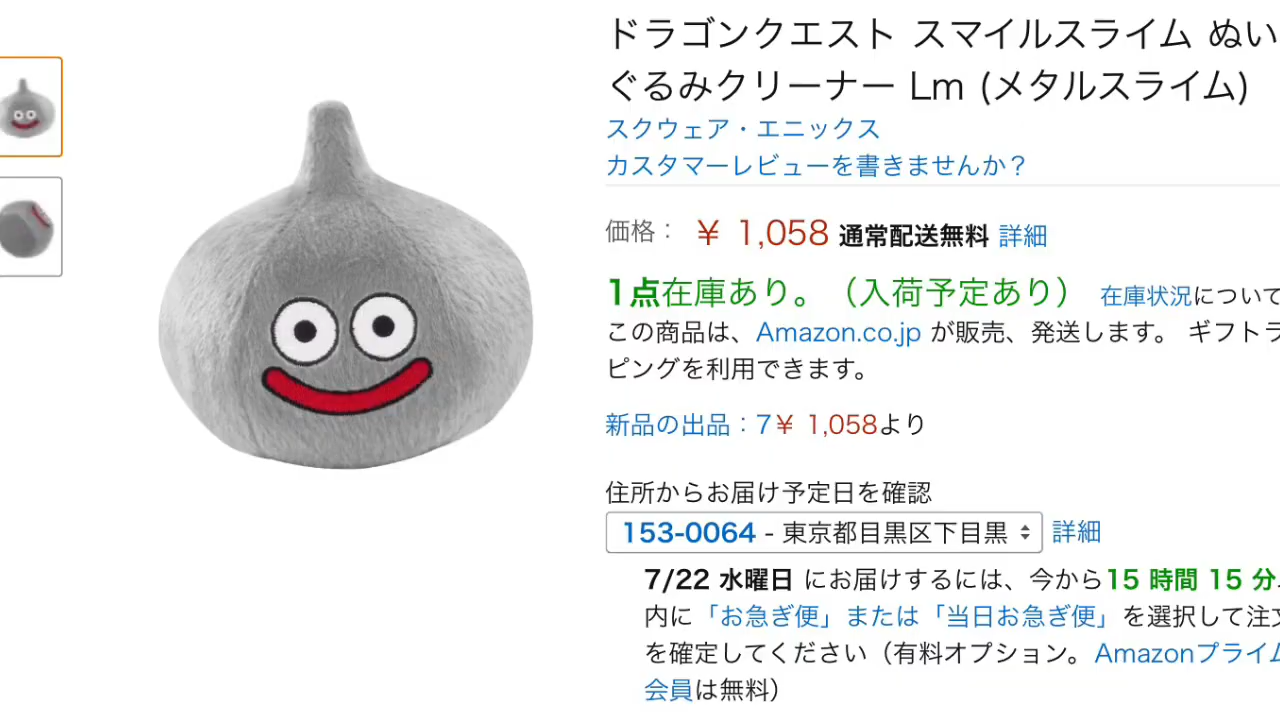 ドラゴンクエスト スマイルスライム ぬい
ぐるみクリーナー Lm (メタルスライム)
スクウェア・エニックス
カスタマーレビューを書きませんか？
価格： ￥ 1,058 通常配送無料 詳細
1点在庫あり。（入荷予定あり） 在庫状況について
この商品は、Amazon.co.jp が販売、発送します。 ギフトラ
ピングを利用できます。
新品の出品：7￥ 1,058より
住所からお届け予定日を確認
153-0064 - 東京都目黒区下目黒 詳細
7/22 水曜日 にお届けするには、今から15 時間 15 分
内に「お急ぎ便」または「当日お急ぎ便」を選択して注文
を確定してください（有料オプション。Amazonプライム
会員は無料）